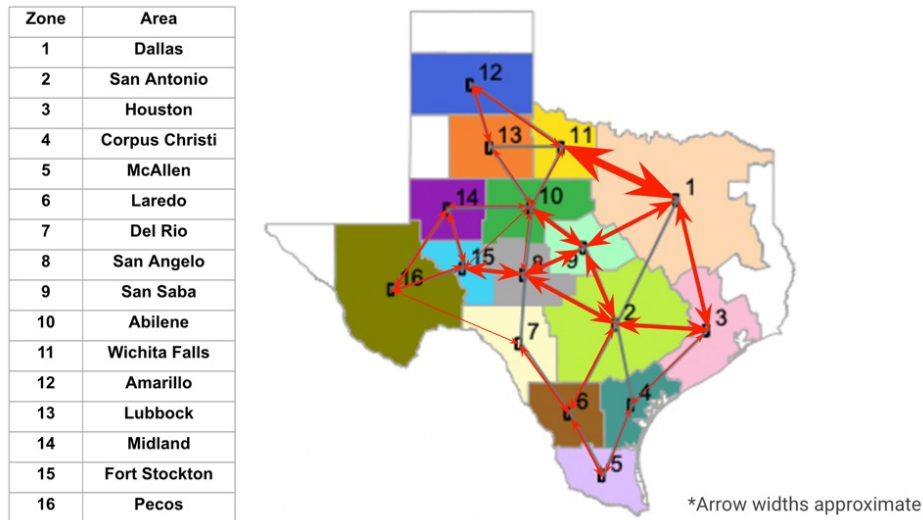 Zone Area
1 Dallas
2 San Antonio
3 Houston
4 Corpus Christi
5 McAllen
6 Laredo
7 Del Rio
8 San Angelo
9 San Saba
10 Abilene
11 Wichita Falls
12 Amarillo
13 Lubbock
14 Midland
15 Fort Stockton
16 Pecos
12
13 11
14 10 1
16 15 8 9
7 2 3
6 4
5
*Arrow widths approximate